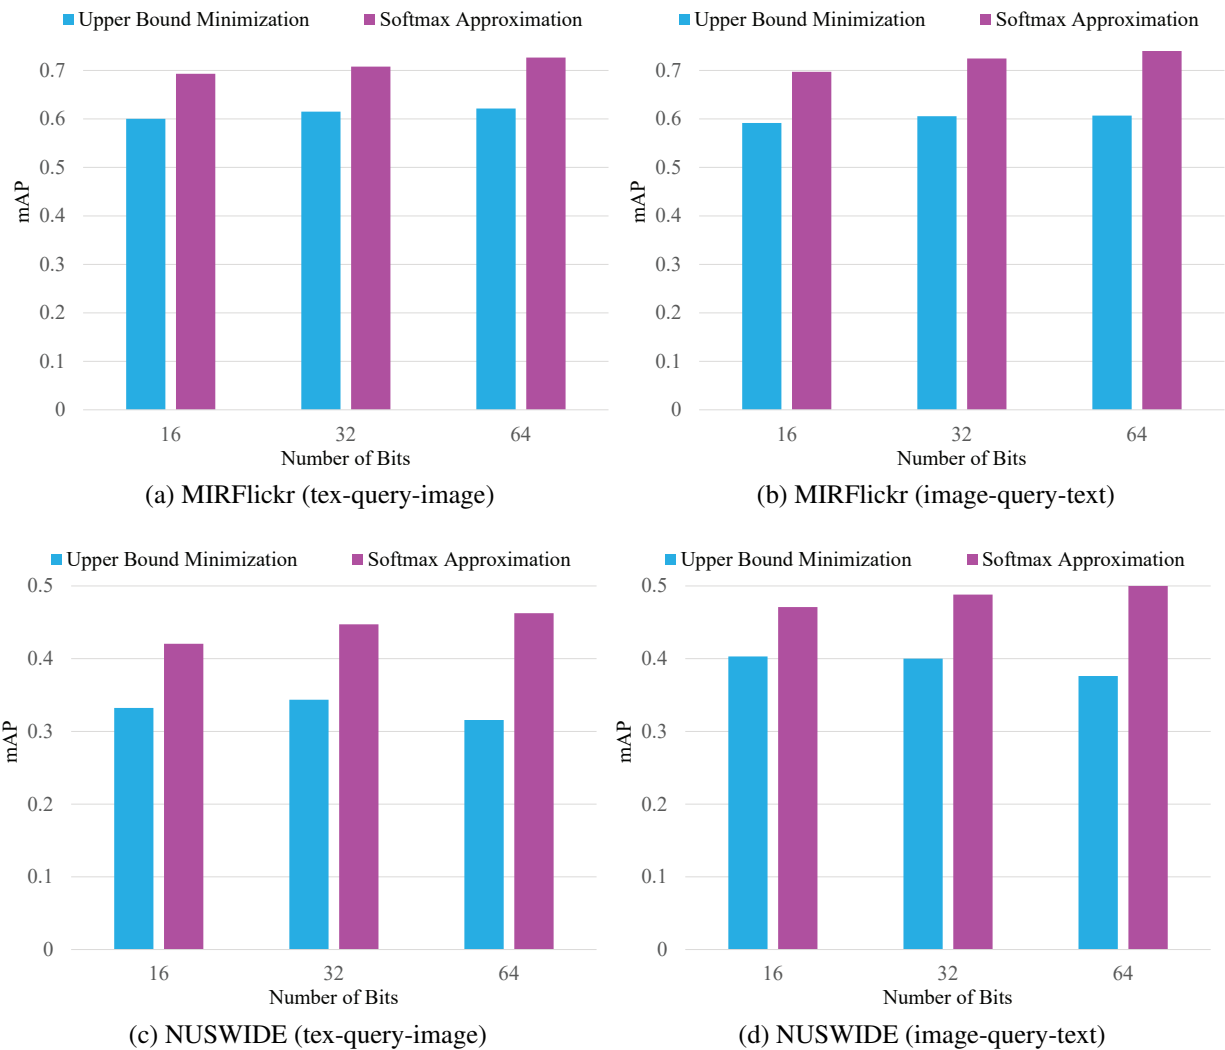 Upper Bound Minimization Softmax Approximation
0.7
0.6
0.5
0.4
0.3
0.2
0.1
0
mAP
16 32 64
Number of Bits
(a) MIRFlickr (tex-query-image)
Upper Bound Minimization Softmax Approximation
0.7
0.6
0.5
0.4
0.3
0.2
0.1
0
mAP
16 32 64
Number of Bits
(b) MIRFlickr (image-query-text)
Upper Bound Minimization Softmax Approximation
0.5
0.4
0.3
0.2
0.1
0
mAP
16 32 64
Number of Bits
(c) NUSWIDE (tex-query-image)
Upper Bound Minimization Softmax Approximation
0.5
0.4
0.3
0.2
0.1
0
mAP
16 32 64
Number of Bits
(d) NUSWIDE (image-query-text)